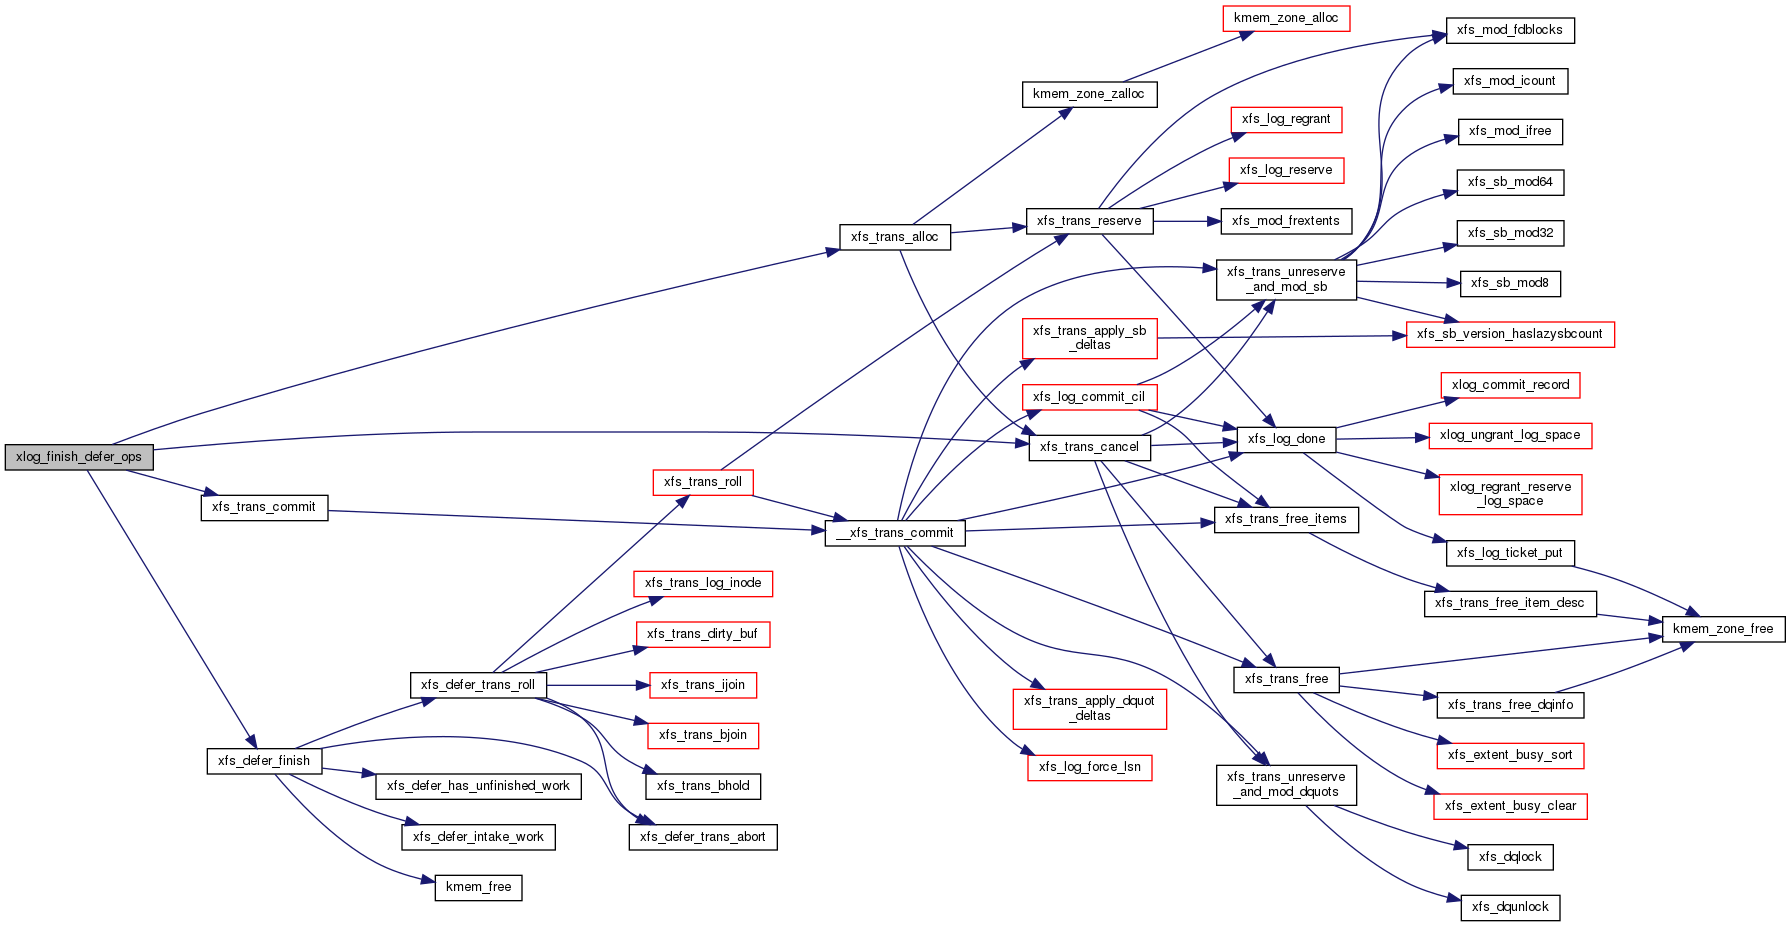 kmem_zone_alloc
xfs_mod_fdblocks
xfs_mod_icount
kmem_zone_zalloc
xfs_log_regrant
xfs_mod_ifree
xfs_log_reserve
xfs_sb_mod64
xfs_trans_reserve
xfs_mod_frextents
xfs_trans_alloc
xfs_sb_mod32
xfs_trans_unreserve
_and_mod_sb
xfs_sb_mod8
xfs_trans_apply_sb
_deltas
xfs_sb_version_haslazysbcount
xlog_commit_record
xfs_log_commit_cil
xlog_ungrant_log_space
xfs_log_done
xfs_trans_cancel
xlog_finish_defer_ops
xfs_trans_roll
xlog_regrant_reserve
_log_space
xfs_trans_commit
xfs_trans_free_items
__xfs_trans_commit
xfs_log_ticket_put
xfs_trans_log_inode
xfs_trans_free_item_desc
xfs_trans_dirty_buf
kmem_zone_free
xfs_defer_trans_roll
xfs_trans_ijoin
xfs_trans_free
xfs_trans_apply_dquot
_deltas
xfs_trans_free_dqinfo
xfs_trans_bjoin
xfs_extent_busy_sort
xfs_defer_finish
xfs_log_force_lsn
xfs_defer_has_unfinished_work
xfs_trans_bhold
xfs_trans_unreserve
_and_mod_dquots
xfs_extent_busy_clear
xfs_defer_intake_work
xfs_defer_trans_abort
xfs_dqlock
kmem_free
xfs_dqunlock